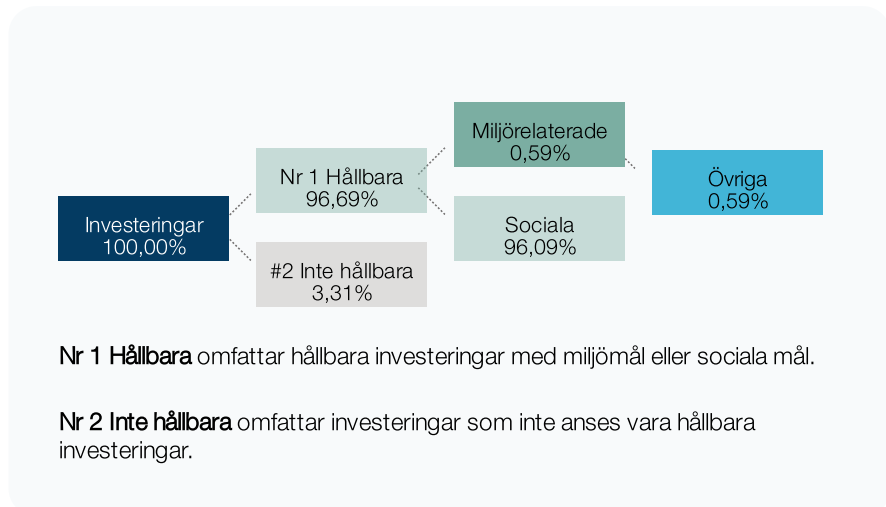 Miljörelaterade
0,59%
Nr 1 Hållbara
96,69%
Övriga
0,59%
Investeringar
100,00%
Sociala
96,09%
#2 Inte hållbara
3,31%
Nr 1 Hållbara omfattar hållbara investeringar med miljömål eller sociala mål.
Nr 2 Inte hållbara omfattar investeringar som inte anses vara hållbara
investeringar.